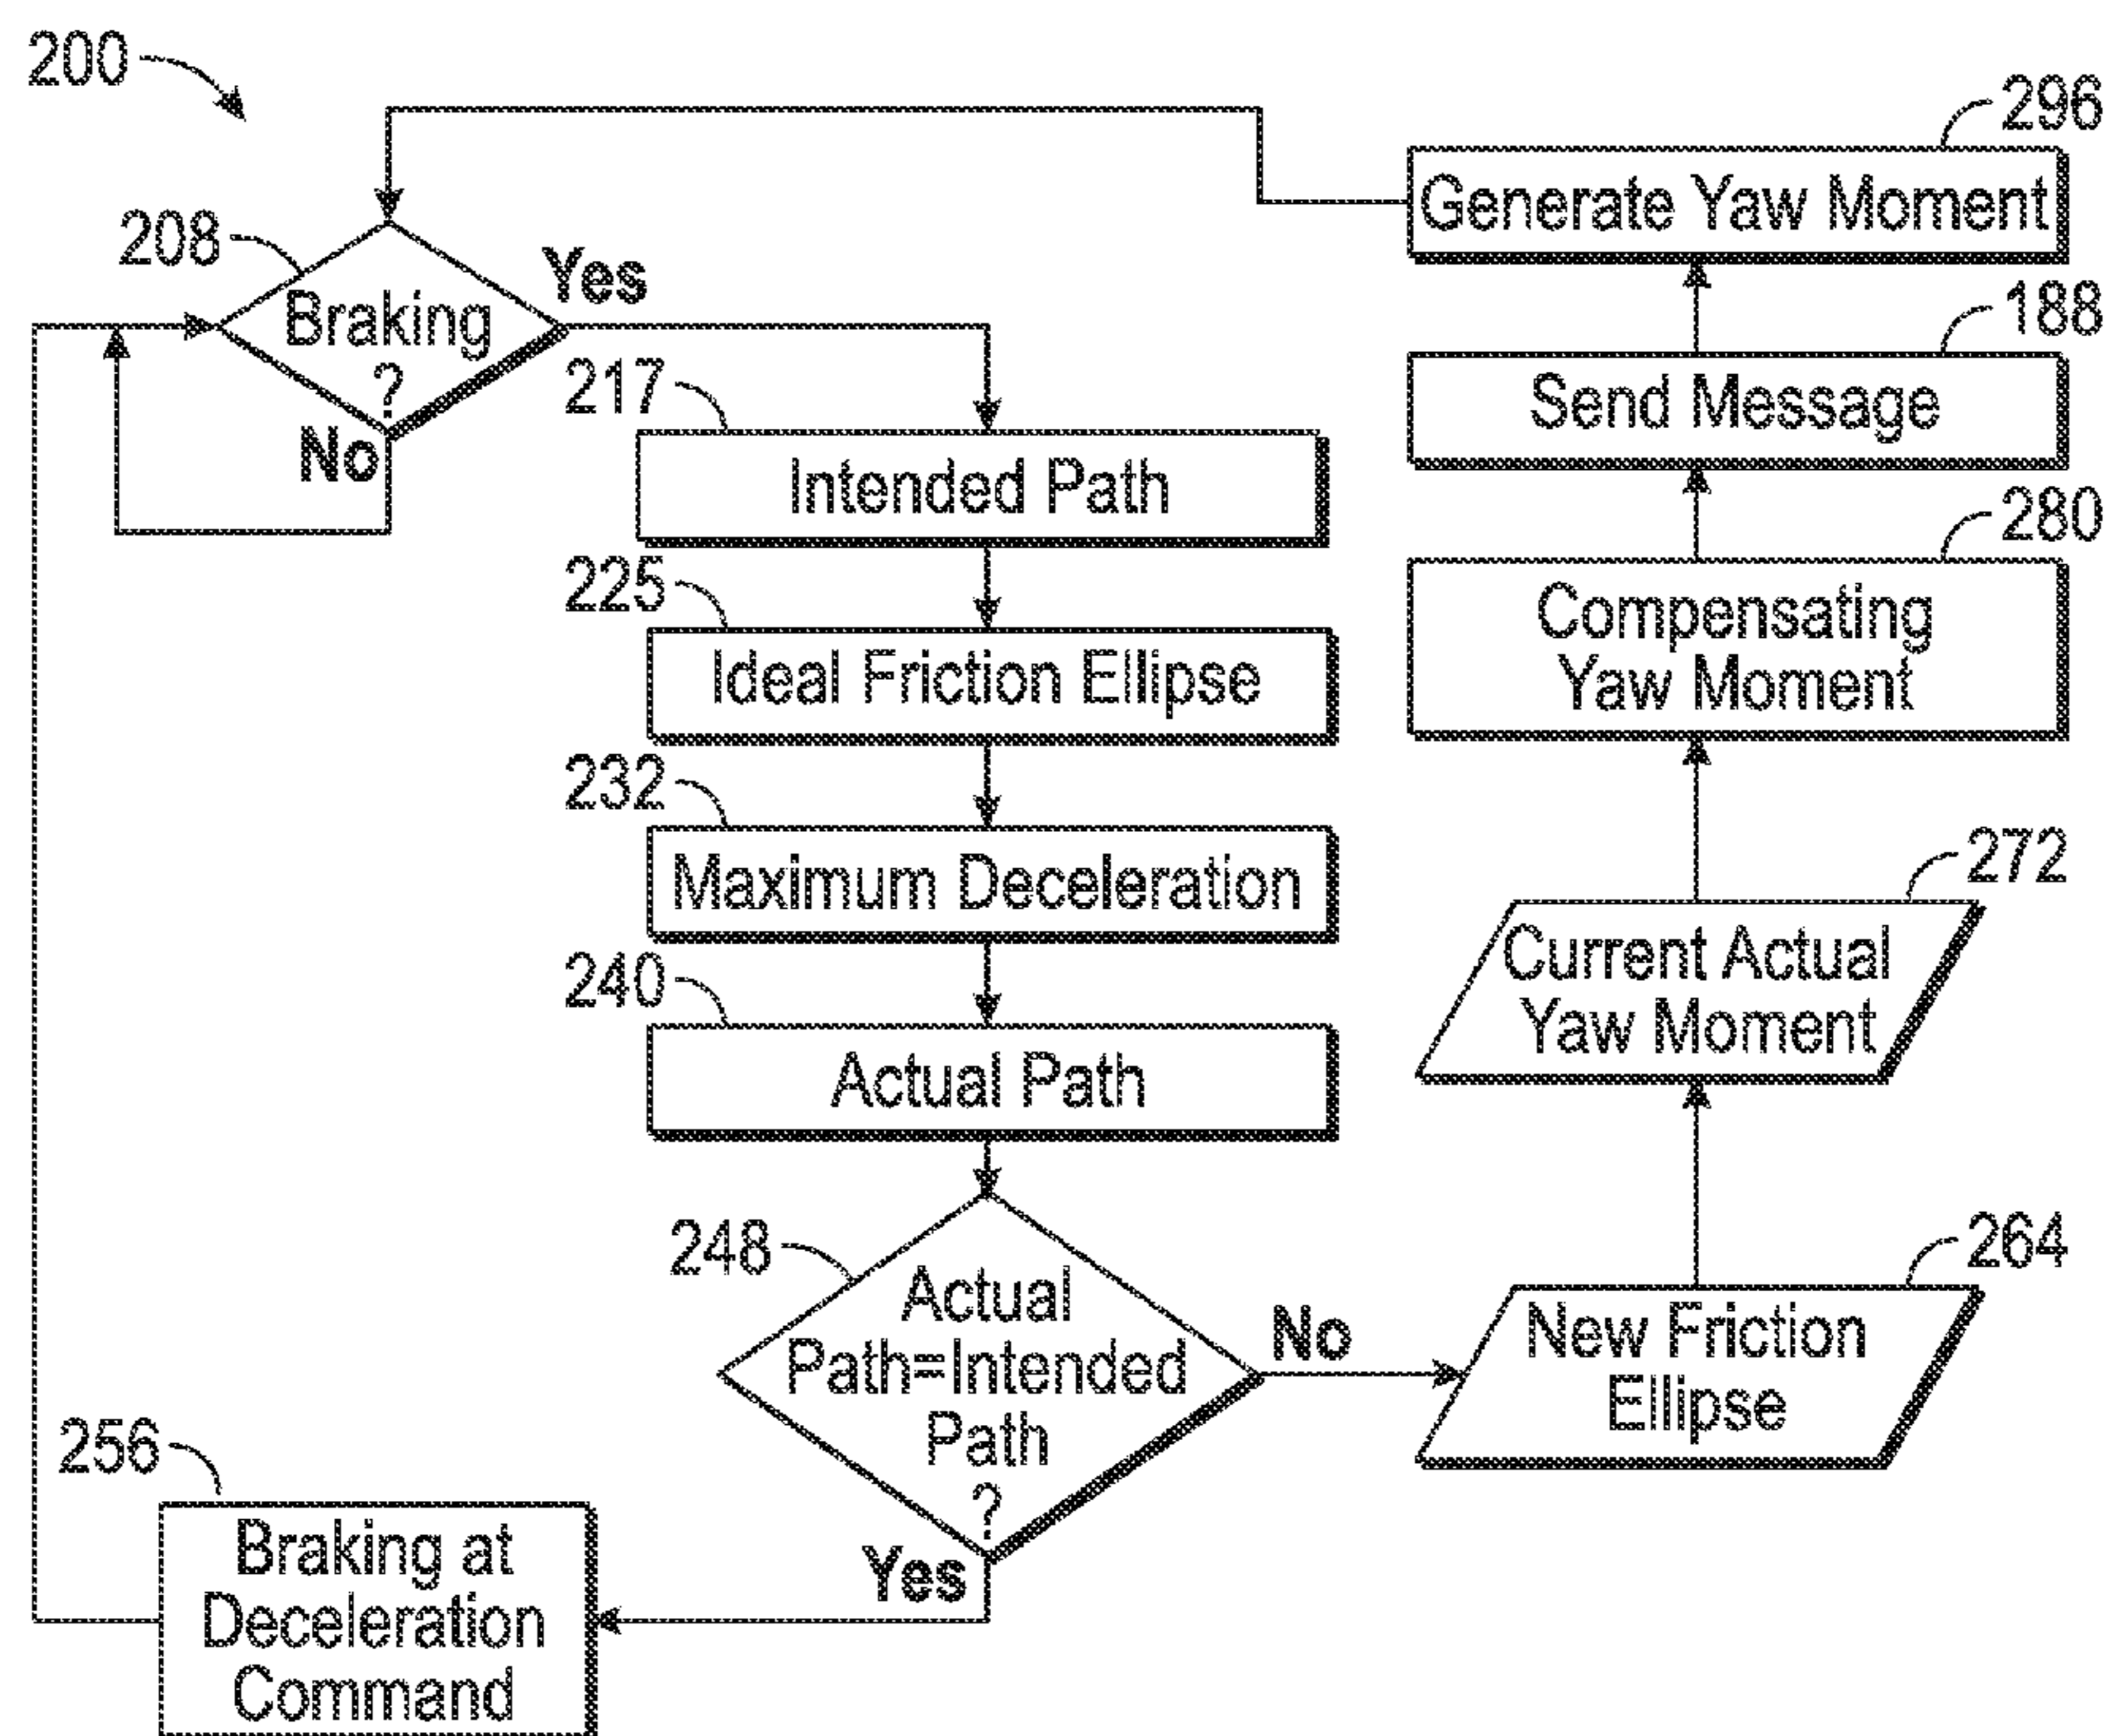 200
208
Braking
?
Yes
No
217
Intended Path
225
Ideal Friction Ellipse
232
Maximum Deceleration
240
Actual Path
248
Actual
Path=Intended
Path
?
Yes
No
256
Braking at
Deceleration
Command
264
New Friction
Ellipse
272
Current Actual
Yaw Moment
280
Compensating
Yaw Moment
188
Send Message
296
Generate Yaw Moment